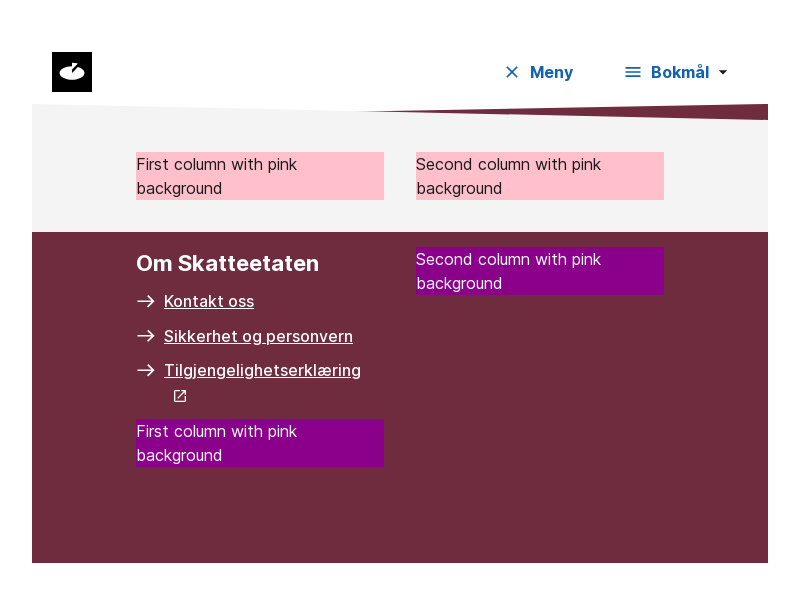 Meny
Bokmål
First column with pink
background
Second column with pink
background
Om Skatteetaten
Kontakt oss
Sikkerhet og personvern
Tilgjengelighetserklæring
First column with pink
background
Second column with pink
background